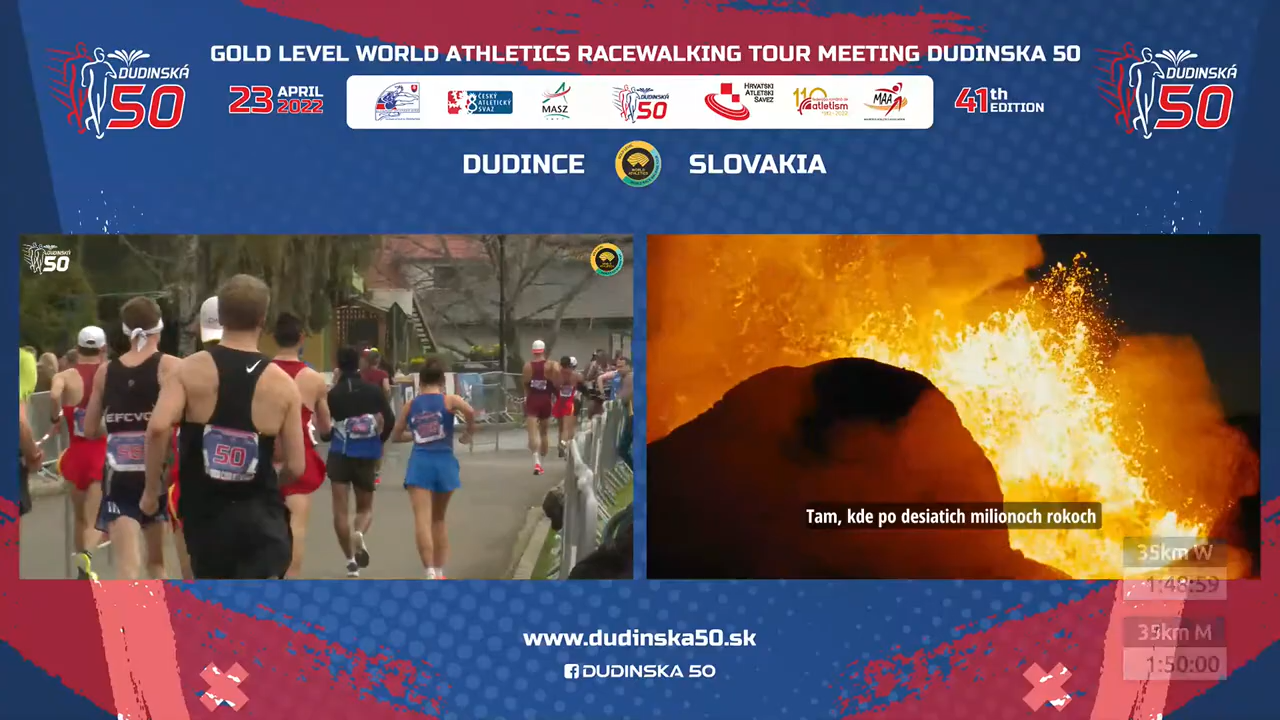 GOLD LEVEL WORLD ATHLETICS RACEWALKING TOUR MEETING DUDINSKA 50
DUDINSKÁ
50
23 APRIL
2022
ČESKÝ
ATLETICKÝ
SVAZ
MASZ
DUDINSKÁ
50
HRVATSKI
ATLETSKI
SAVEZ
110
atletism
MAA
41th
EDITION
DUDINSKÁ
50
DUDINCE
SLOVAKIA
DUDINSKÁ
50
EFCVO
50
Tam, kde po desiatich milionoch rokoch
35km W
1:48:59
35km M
1:50:00
www.dudinska50.sk
DUDINSKA 50